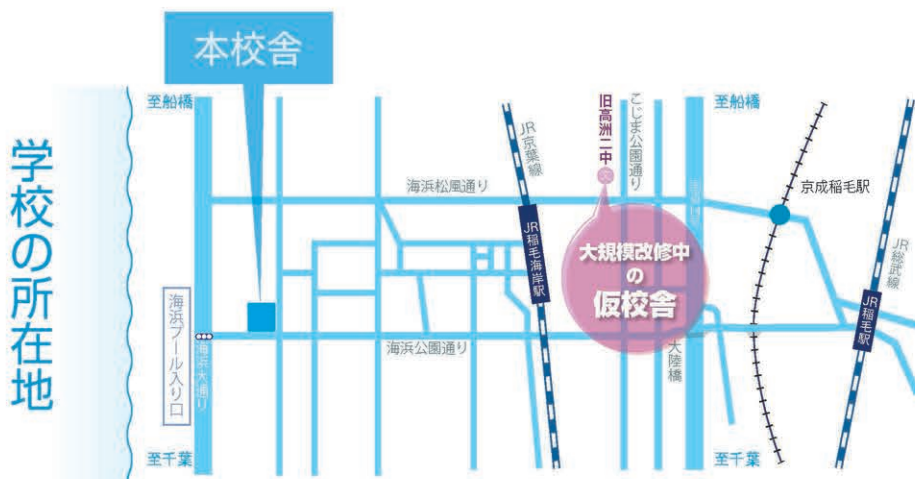 学校の所在地
本校舎
至船橋
海浜松風通り
JR京葉線
旧高洲二中
文
こじま公園通り
至船橋
京成稲毛駅
JR総武線
JR稲毛海岸駅
大規模改修中
の
仮校舎
JR稲毛駅
海浜プール入り口
海浜大通り
海浜公園通り
大陸橋
至千葉
至千葉